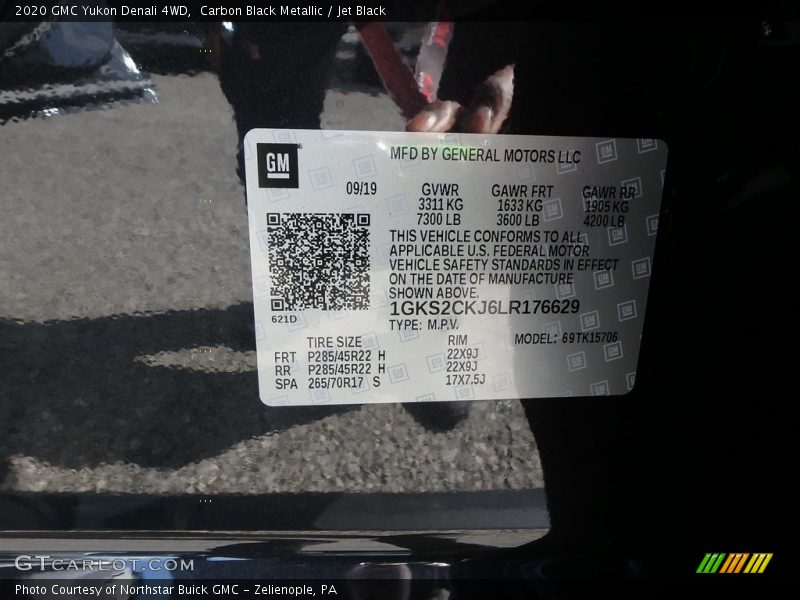 2020 GMC Yukon Denali 4WD, Carbon Black Metallic / Jet Black
GM
MFD BY GENERAL MOTORS LLC
09/19 GVWR GAWR FRT GAWR RR
3311 KG 1633 KG 1905 KG
7300 LB 3600 LB 4200 LB
THIS VEHICLE CONFORMS TO ALL
APPLICABLE U.S. FEDERAL MOTOR
VEHICLE SAFETY STANDARDS IN EFFECT
ON THE DATE OF MANUFACTURE
SHOWN ABOVE.
621D
1GKS2CKJ6LR176629
TYPE: M.P.V. MODEL: 69TK15706
TIRE SIZE RIM
FRT P285/45R22 H 22X9J
RR P285/45R22 H 22X9J
SPA 265/70R17 S 17X7.5J
GTCARLOT.COM
Photo Courtesy of Northstar Buick GMC - Zelienople, PA